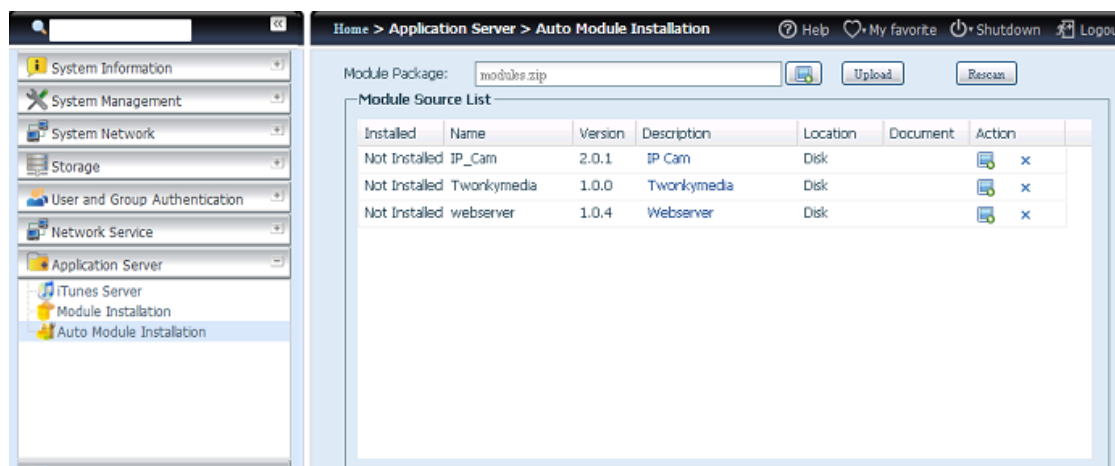 Home > Application Server > Auto Module Installation
Help My favorite Shutdown Logou
System Information
System Management
System Network
Storage
User and Group Authentication
Network Service
Application Server
iTunes Server
Module Installation
Auto Module Installation
Module Package: modules.zip Upload Rescan
Module Source List
Installed Name Version Description Location Document Action
Not Installed IP_Cam 2.0.1 IP Cam Disk
Not Installed Twonkymedia 1.0.0 Twonkymedia Disk
Not Installed webserver 1.0.4 Webserver Disk